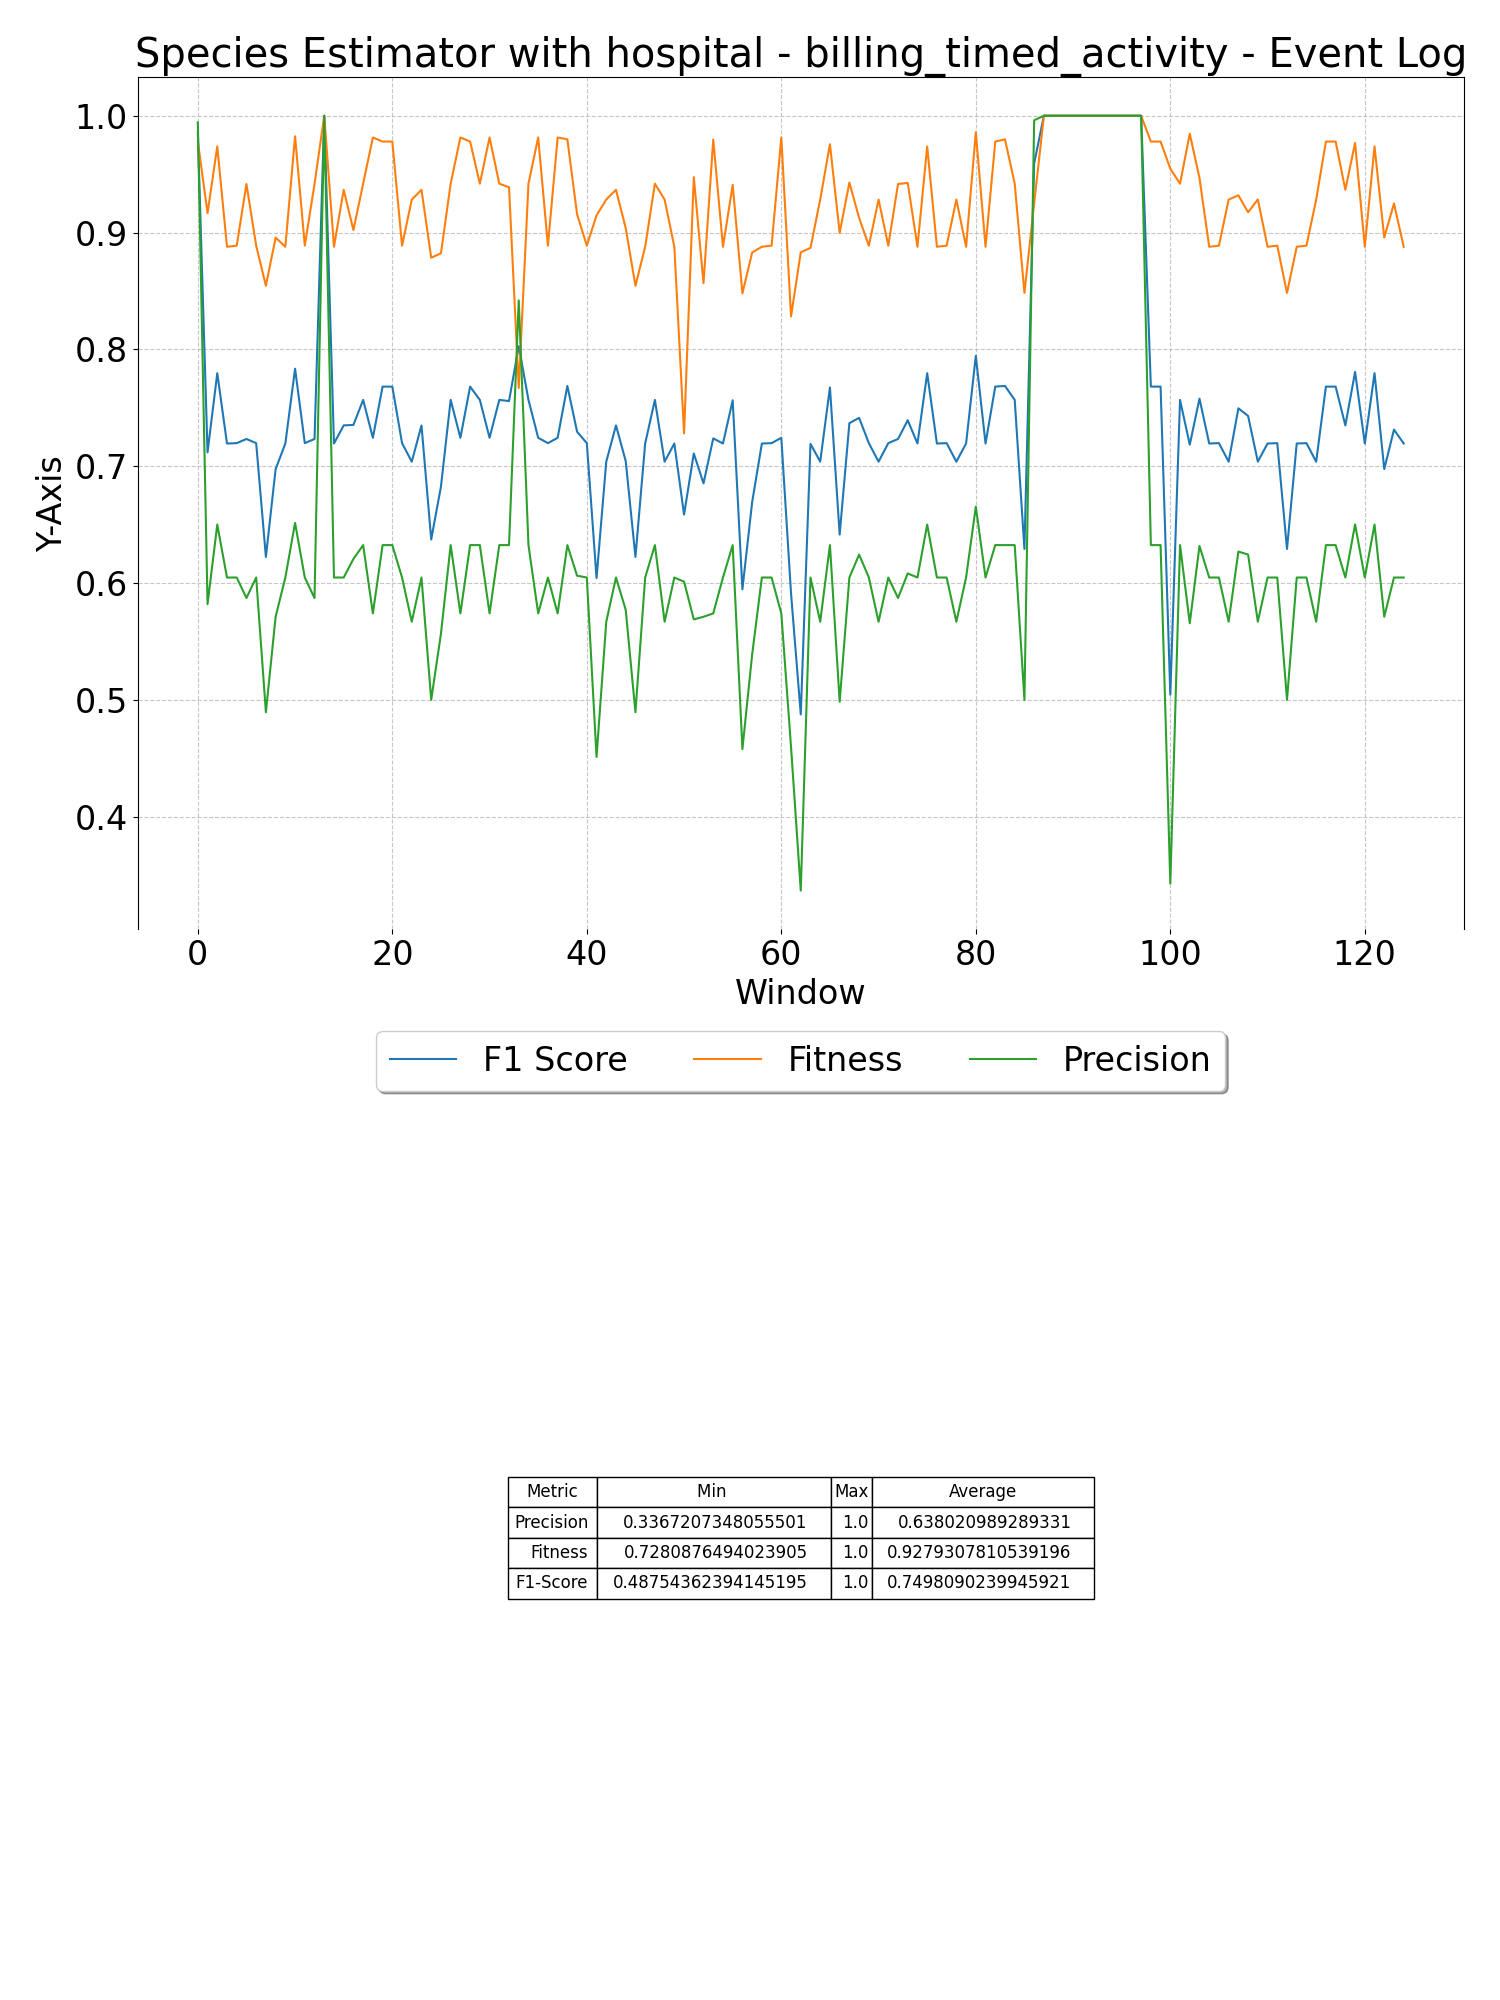 Species Estimator with hospital - billing_timed_activity - Event Log
1.0
0.9
0.8
0.7
0.6
0.5
0.4
Y-Axis
0 20 40 60 80 100 120
Window
F1 Score Fitness Precision
Metric Min Max Average
Precision 0.3367207348055501 1.0 0.638020989289331
Fitness 0.7280876494023905 1.0 0.9279307810539196
F1-Score 0.48754362394145195 1.0 0.7498090239945921